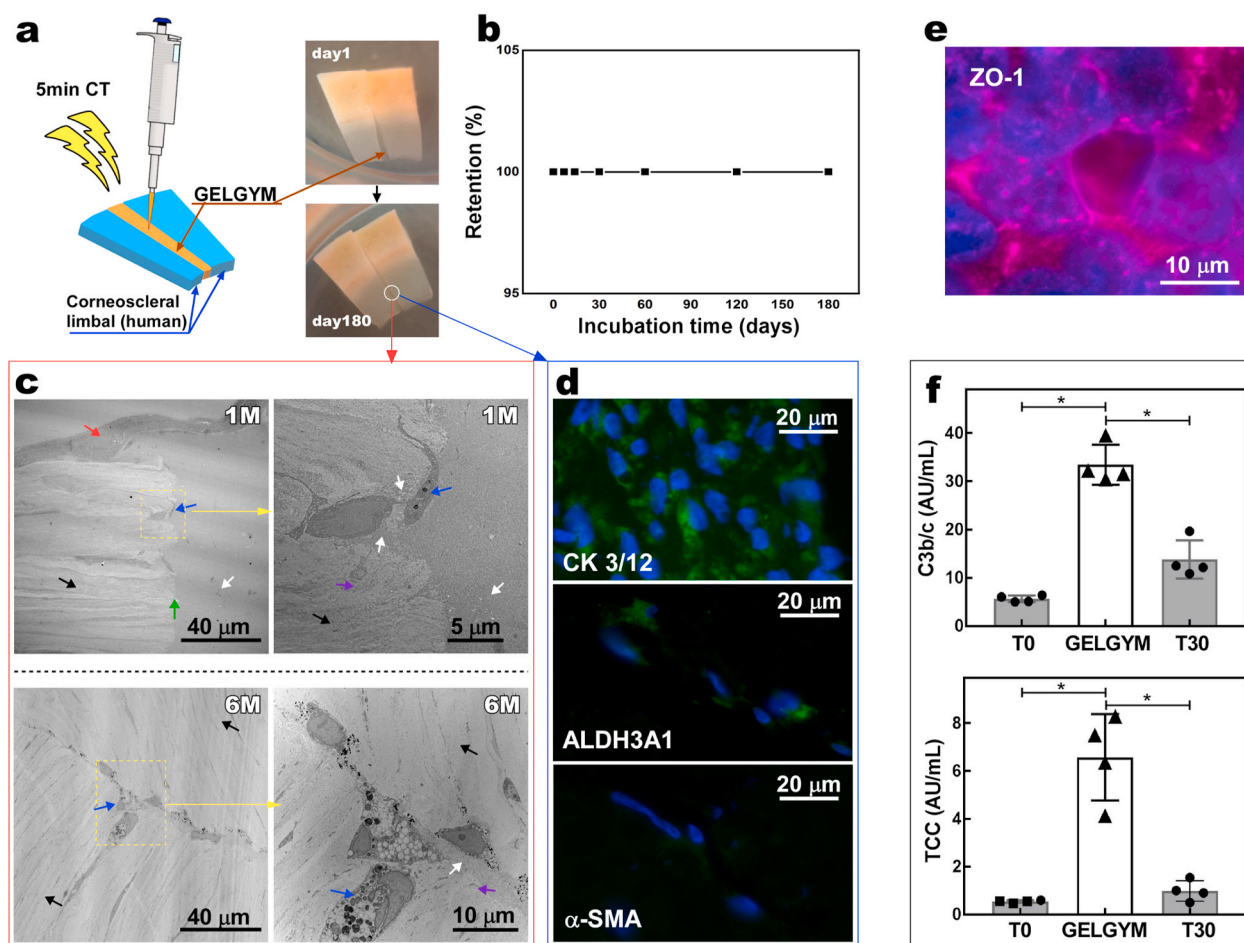 a
5min CT
GELGYM
Corneoscleral
limbal (human)
day1
day180
b
Retention (%)
105
100
95
0 30 60 90 120 150 180
Incubation time (days)
e
ZO-1
10 µm
c
1M
40 µm
1M
5 µm
6M
40 µm
6M
10 µm
d
20 µm
CK 3/12
20 µm
ALDH3A1
20 µm
α-SMA
f
C3b/c (AU/mL)
40
30
20
10
0
* *
T0 GELGYM T30
TCC (AU/mL)
8
6
4
2
0
* *
T0 GELGYM T30